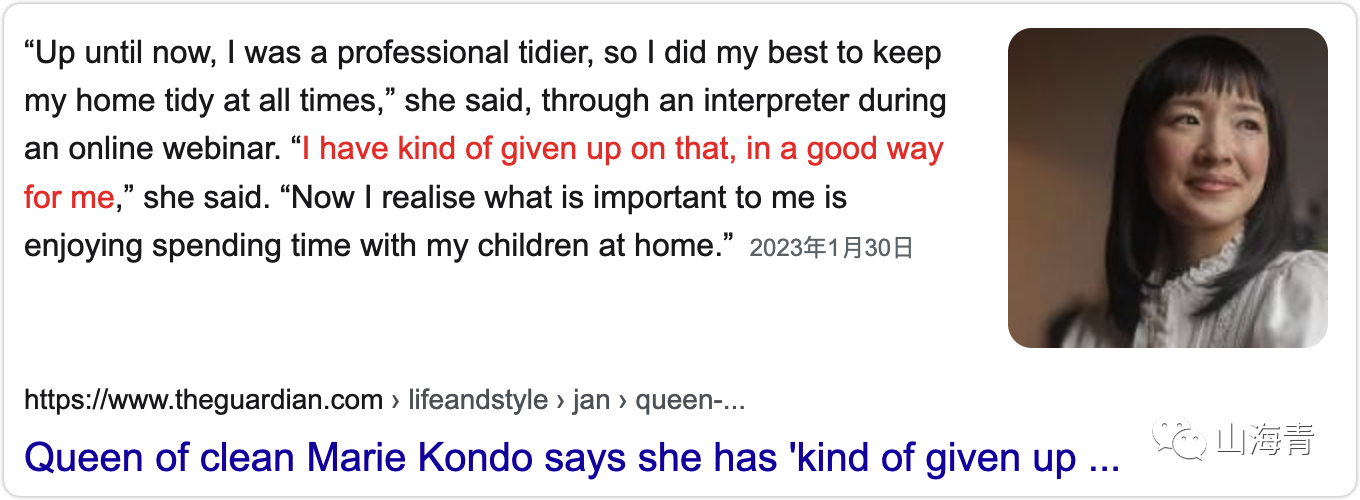 “Up until now, I was a professional tidier, so I did my best to keep
my home tidy at all times,” she said, through an interpreter during
an online webinar. “I have kind of given up on that, in a good way
for me,” she said. “Now I realise what is important to me is
enjoying spending time with my children at home.” 2023年1月30日
https://www.theguardian.com › lifeandstyle › jan › queen-...
Queen of clean Marie Kondo says she has 'kind of given up ...
山海青